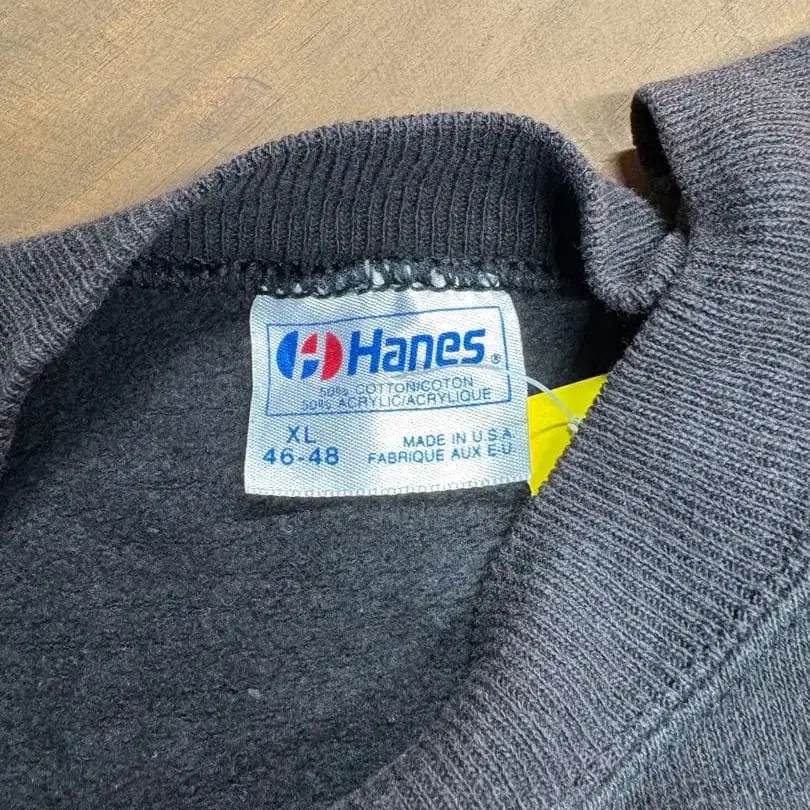 Hanes®
50% COTTON/COTON
50% ACRYLIC/ACRYLIQUE
XL
46-48
MADE IN U.S.A.
FABRIQUE AUX E.U.